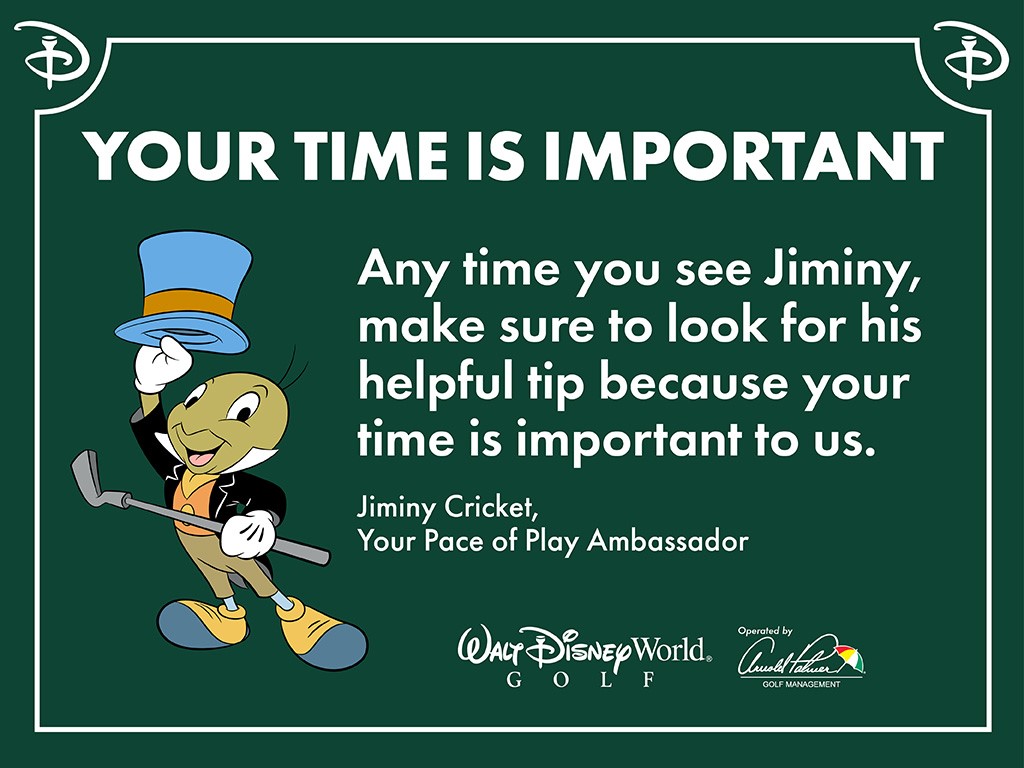 YOUR TIME IS IMPORTANT
Any time you see Jiminy,
make sure to look for his
helpful tip because your
time is important to us.
Jiminy Cricket,
Your Pace of Play Ambassador
Walt Disney World®
GOLF
Operated by
Arnold Palmer
GOLF MANAGEMENT